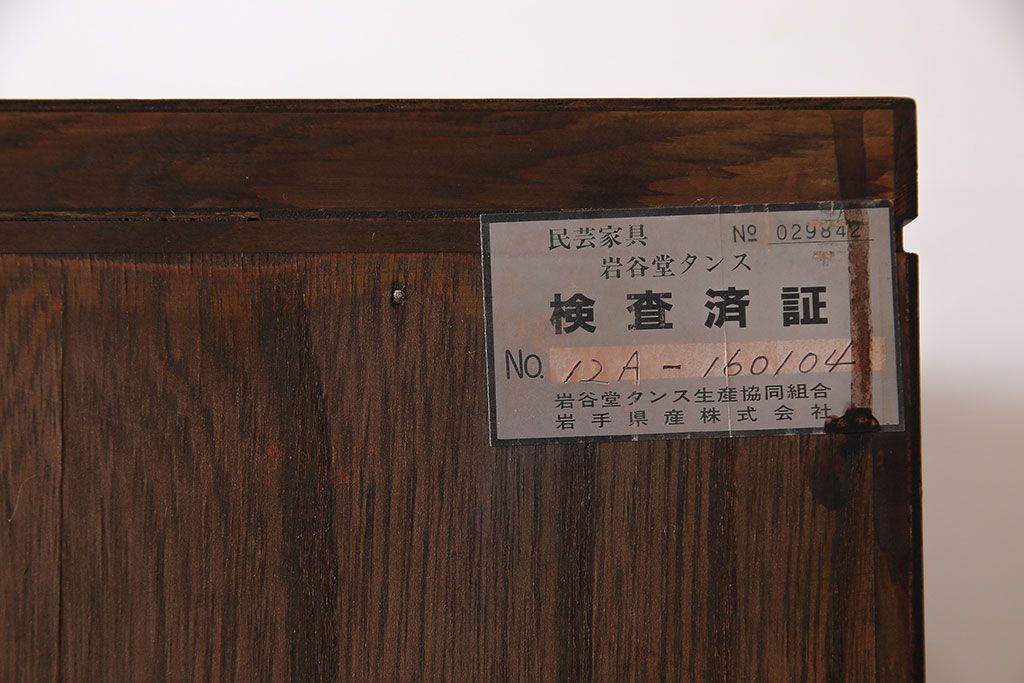 民芸家具 № 029842
岩谷堂タンス
検査済証
NO. 12A-160104
岩谷堂タンス生産協同組合
岩手県産株式会社